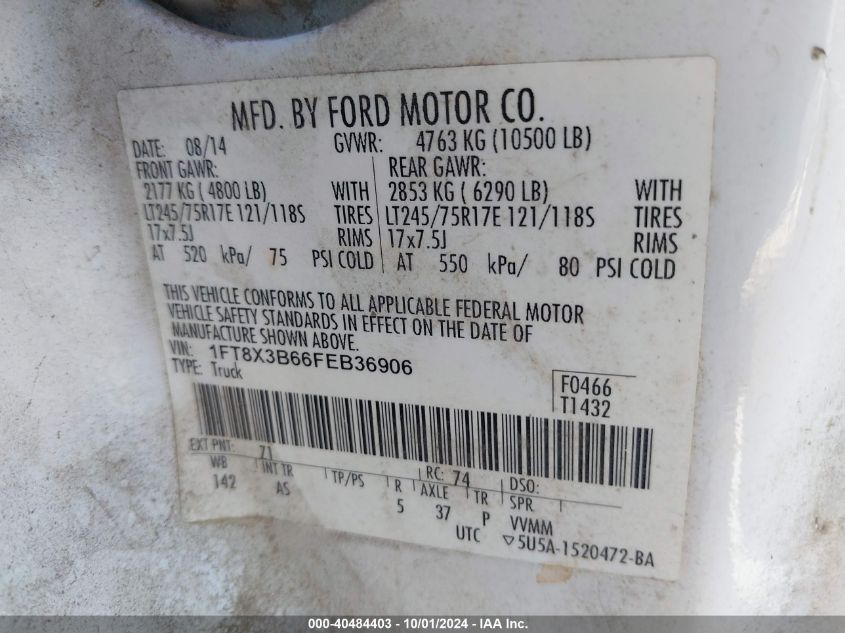 MFD. BY FORD MOTOR CO.
DATE: 08/14 GVWR: 4763 KG (10500 LB)
FRONT GAWR: REAR GAWR:
2177 KG ( 4800 LB) WITH 2853 KG ( 6290 LB) WITH
LT245/75R17E 121/118S TIRES LT245/75R17E 121/118S TIRES
17x7.5J RIMS 17x7.5J RIMS
AT 520 kPa/ 75 PSI COLD AT 550 kPa/ 80 PSI COLD
THIS VEHICLE CONFORMS TO ALL APPLICABLE FEDERAL MOTOR
VEHICLE SAFETY STANDARDS IN EFFECT ON THE DATE OF
MANUFACTURE SHOWN ABOVE.
VIN: 1FT8X3B66FEB36906
TYPE: Truck
F0466
T1432
EXT PNT: 71 RC: 74 DSO:
WB INT TR TP/PS R AXLE TR SPR
142 AS 5 37 P VVMM
UTC ▽5U5A-1520472-BA
000-40484403 - 10/01/2024 - IAA Inc.